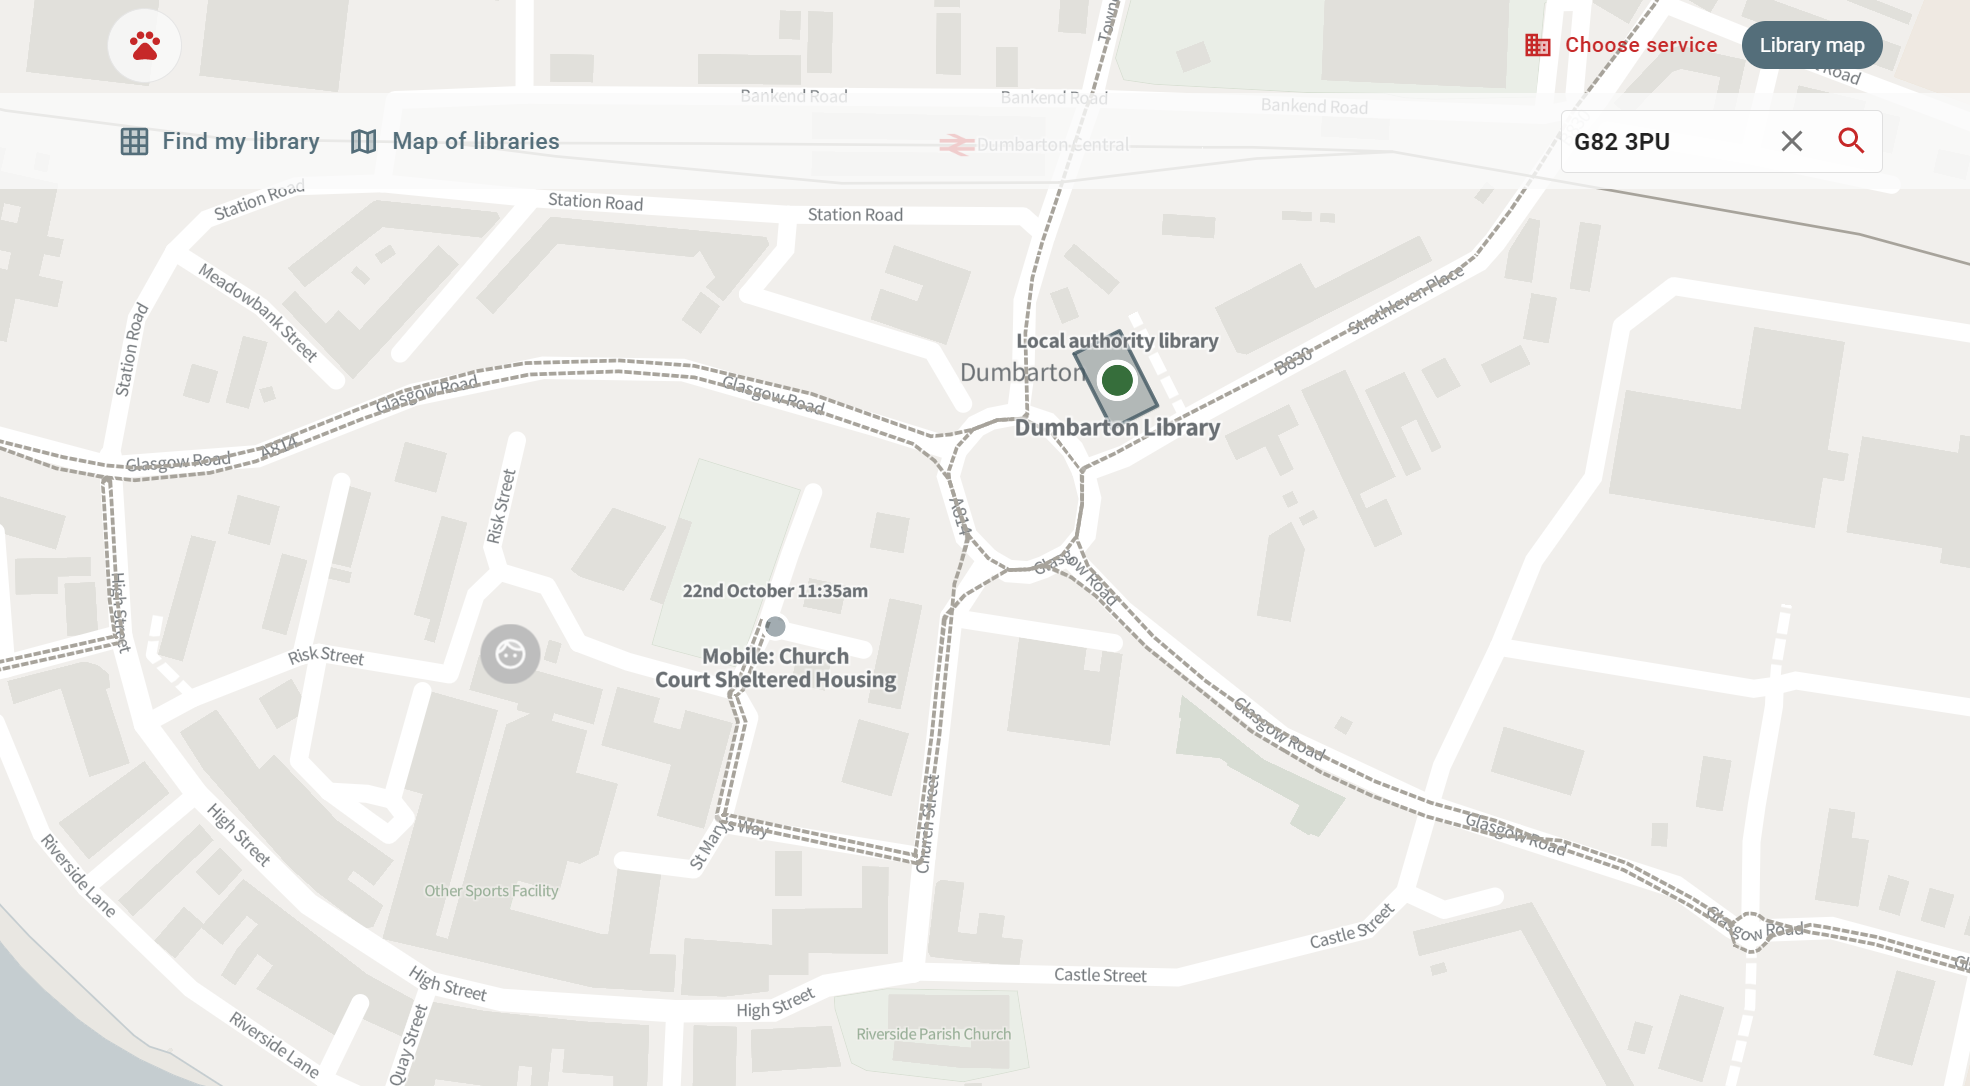 Town
Choose service
Library map
Road
Bankend Road
Bankend Road
Bankend Road
Find my library
Map of libraries
Dumbarton Central
G82 3PU
Station Road
Station Road
Station Road
Meadowbank Street
Station Road
Strathleven Place
B830
Local authority library
Dumbarton
Dumbarton Library
Glasgow Road
Glasgow Road
Glasgow Road
A814
Risk Street
A814
Glasgow Road
High Street
22nd October 11:35am
Mobile: Church
Court Sheltered Housing
Risk Street
Glasgow Road
Church Street
St Mary's Way
High Street
Riverside Lane
Glasgow Road
Other Sports Facility
Glasgow Road
Castle Street
Gl
High Street
Castle Street
High Street
Riverside Lane
Quay Street
Riverside Parish Church